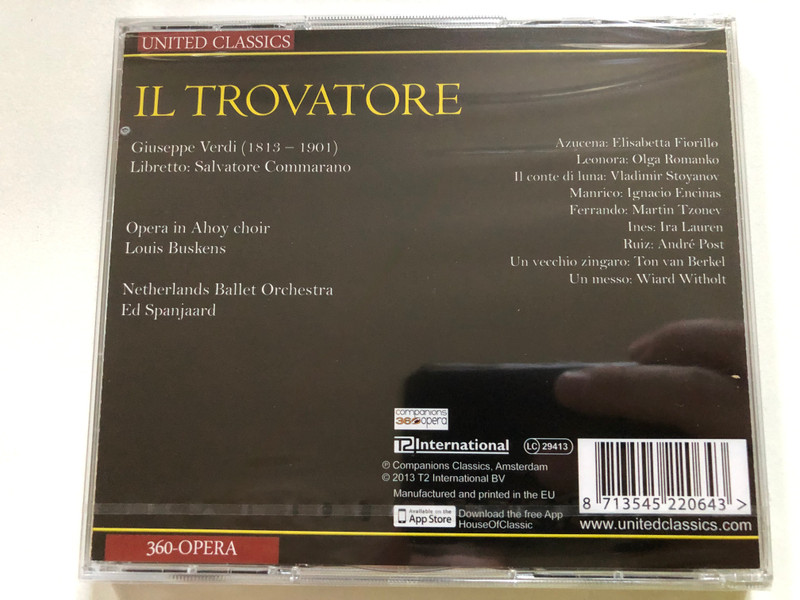 UNITED CLASSICS
IL TROVATORE
Giuseppe Verdi (1813 – 1901)
Libretto: Salvatore Commarano
Opera in Ahoy choir
Louis Buskens
Netherlands Ballet Orchestra
Ed Spanjaard
Azucena: Elisabetta Fiorillo
Leonora: Olga Romanko
Il conte di luna: Vladimir Stoyanov
Manrico: Ignacio Encinas
Ferrando: Martin Tzonev
Ines: Ira Lauren
Ruiz: André Post
Un vecchio zingaro: Ton van Berkel
Un messo: Wiard Witholt
companions
360opera
T2 International
LC 29413
℗ Companions Classics, Amsterdam
© 2013 T2 International BV
Manufactured and printed in the EU
Available on the
App Store
Download the free App
HouseOfClassic
8 713545 220643 >
www.unitedclassics.com
360-OPERA